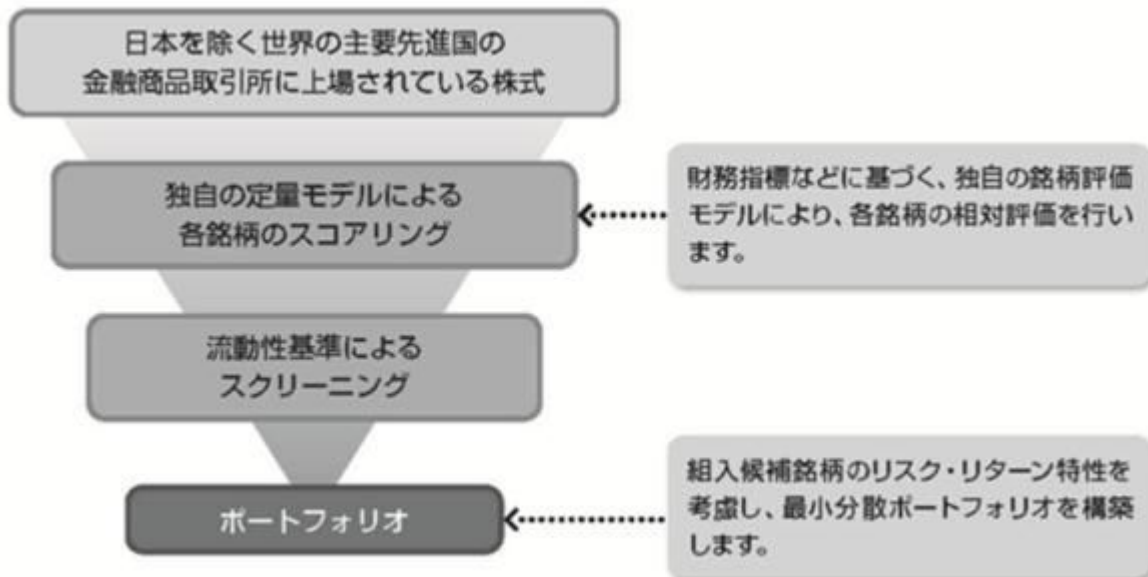 日本を除く世界の主要先進国の
金融商品取引所に上場されている株式
独自の定量モデルによる
各銘柄のスコアリング
財務指標などに基づく、独自の銘柄評価
モデルにより、各銘柄の相対評価を行い
ます。
流動性基準による
スクリーニング
ポートフォリオ
組入候補銘柄のリスク・リターン特性を
考慮し、最小分散ポートフォリオを構築
します。